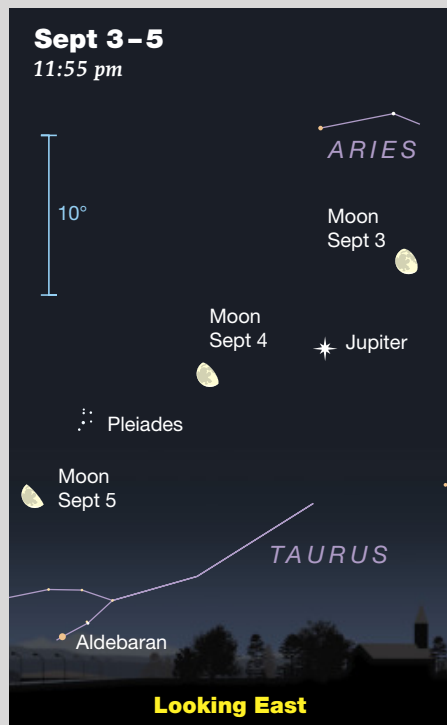 Sept 3–5
11:55 pm
ARIES
10°
Moon
Sept 3
Moon
Sept 4
Jupiter
Pleiades
Moon
Sept 5
TAURUS
Aldebaran
Looking East